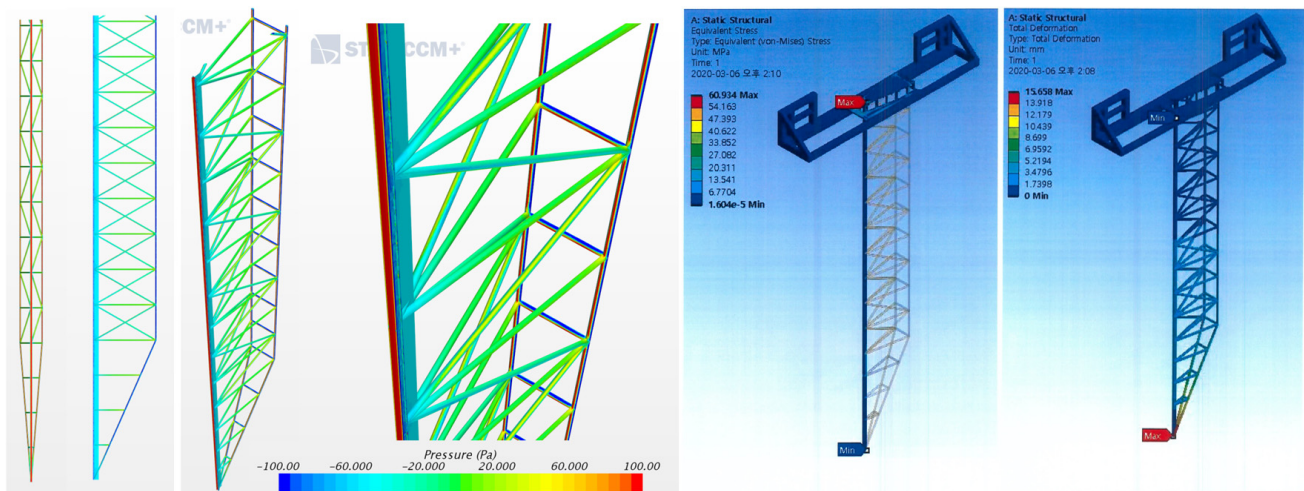 CM+®
STAR-CCM+®
Pressure (Pa)
-100.00 -60.000 -20.000 20.000 60.000 100.00
A: Static Structural
Equivalent Stress
Type: Equivalent (von-Mises) Stress
Unit: MPa
Time: 1
2020-03-06 오후 2:10
60.934 Max
54.163
47.393
40.622
33.852
27.082
20.311
13.541
6.7704
1.604e-5 Min
Max
Min
A: Static Structural
Total Deformation
Type: Total Deformation
Unit: mm
Time: 1
2020-03-06 오후 2:08
15.658 Max
13.918
12.179
10.439
8.699
6.9592
5.2194
3.4796
1.7398
0 Min
Min
Max